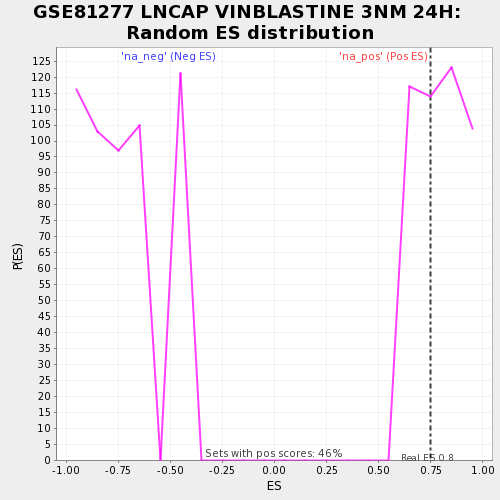 GSE81277 LNCAP VINBLASTINE 3NM 24H:
Random ES distribution
'na_neg' (Neg ES)
'na_pos' (Pos ES)
125
120
115
110
105
100
95
90
85
80
75
70
65
60
55
50
45
40
35
30
25
20
15
10
5
0
P(ES)
Sets with pos scores: 46%
Real ES 0.8
-1.00 -0.75 -0.50 -0.25 0.00 0.25 0.50 0.75 1.00
ES